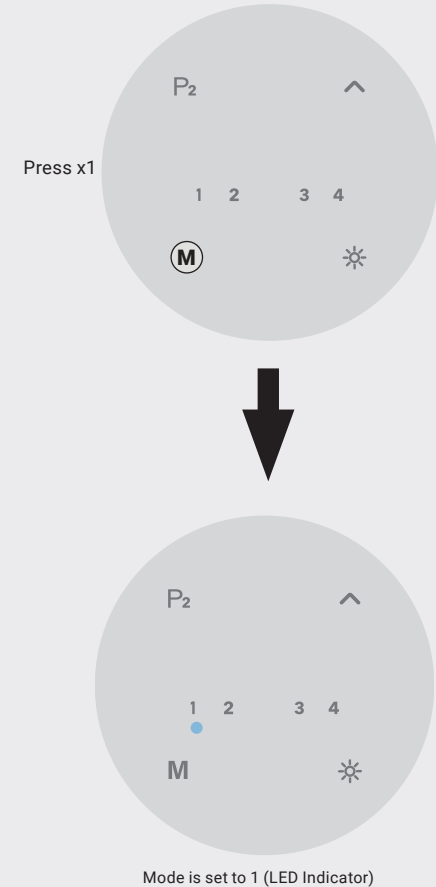 P2
Press x1
1 2 3 4
M
P2
1 2 3 4
M
Mode is set to 1 (LED Indicator)